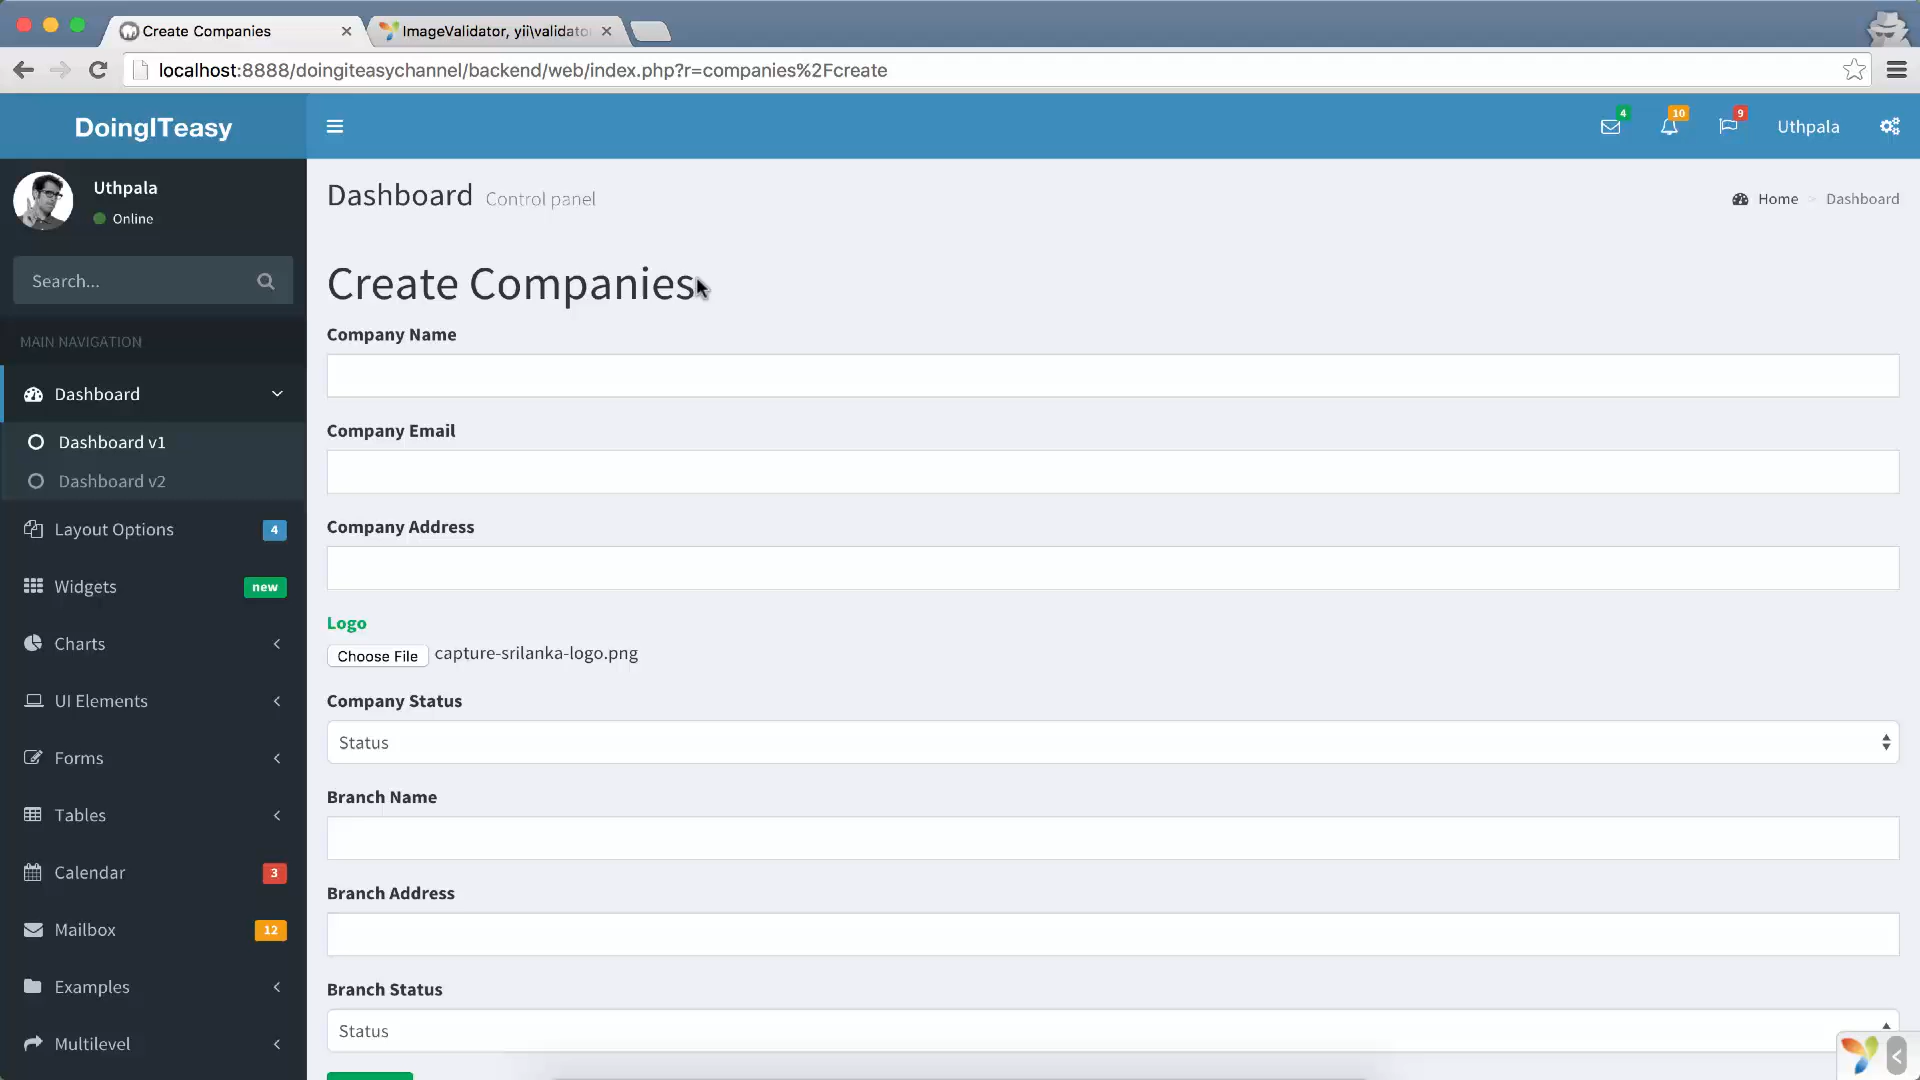 Create Companies
ImageValidator, yii\validato
localhost:8888/doingiteasychannel/backend/web/index.php?r=companies%2Fcreate
DoingITeasy
4
10
9
Uthpala
Uthpala
Online
Dashboard Control panel
Home > Dashboard
Search...
MAIN NAVIGATION
Dashboard
Dashboard v1
Dashboard v2
Layout Options 4
Widgets new
Charts
UI Elements
Forms
Tables
Calendar 3
Mailbox 12
Examples
Multilevel
Create Companies
Company Name
Company Email
Company Address
Logo
Choose File capture-srilanka-logo.png
Company Status
Status
Branch Name
Branch Address
Branch Status
Status